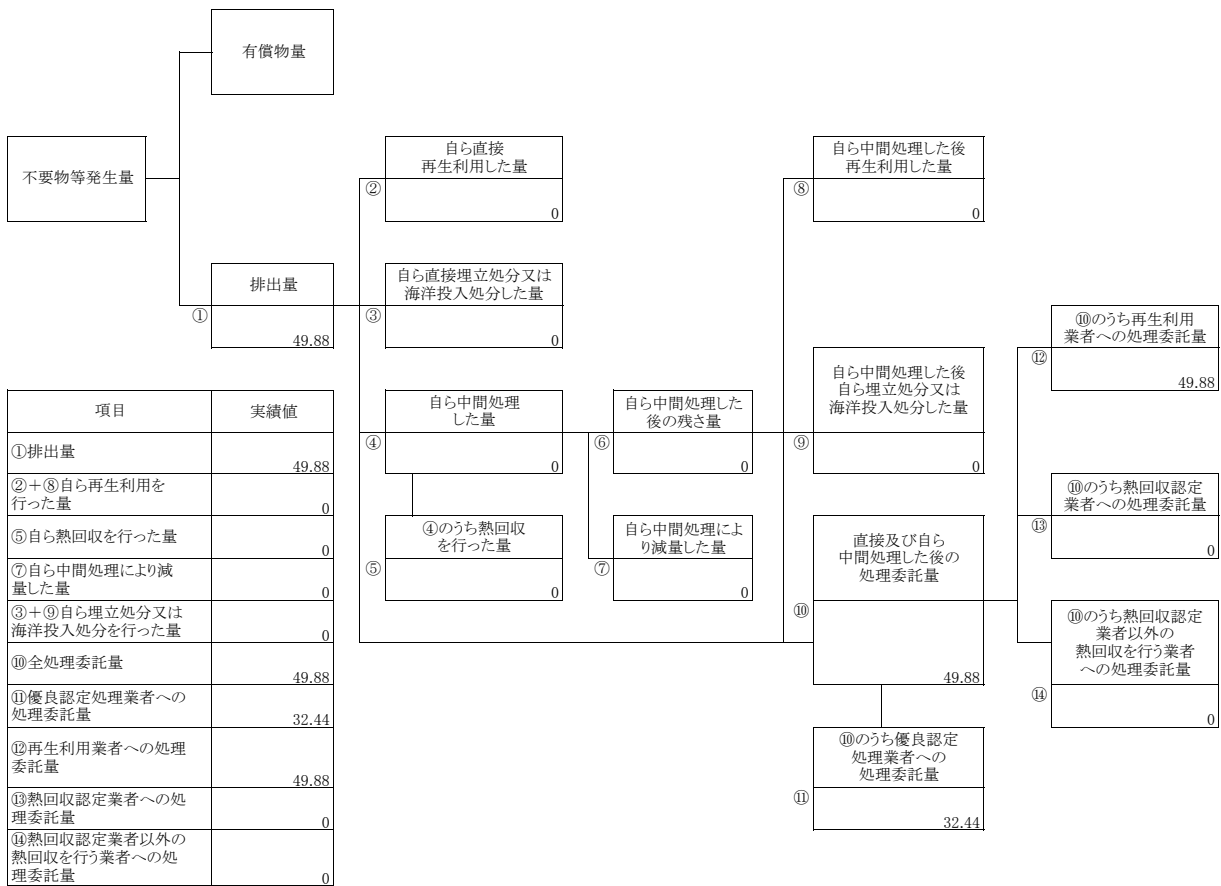 有償物量
不要物等発生量
自ら直接
再生利用した量
②
0
自ら中間処理した後
再生利用した量
⑧
0
排出量
①
49.88
自ら直接埋立処分又は
海洋投入処分した量
③
0
⑩のうち再生利用
業者への処理委託量
⑫
49.88
自ら中間処理
した量
④
0
自ら中間処理した
後の残さ量
⑥
0
自ら中間処理した後
自ら埋立処分又は
海洋投入処分した量
⑨
0
⑩のうち熱回収認定
業者への処理委託量
⑬
0
④のうち熱回収
を行った量
⑤
0
自ら中間処理によ
り減量した量
⑦
0
直接及び自ら
中間処理した後の
処理委託量
⑩
49.88
⑩のうち熱回収認定
業者以外の
熱回収を行う業者
への処理委託量
⑭
0
⑩のうち優良認定
処理業者への
処理委託量
⑪
32.44
項目 実績値
①排出量
49.88
②＋⑧自ら再生利用を
行った量
0
⑤自ら熱回収を行った量
0
⑦自ら中間処理により減
量した量
0
③＋⑨自ら埋立処分又は
海洋投入処分を行った量
0
⑩全処理委託量
49.88
⑪優良認定処理業者への
処理委託量
32.44
⑫再生利用業者への処理
委託量
49.88
⑬熱回収認定業者への処
理委託量
0
⑭熱回収認定業者以外の
熱回収を行う業者への処
理委託量
0